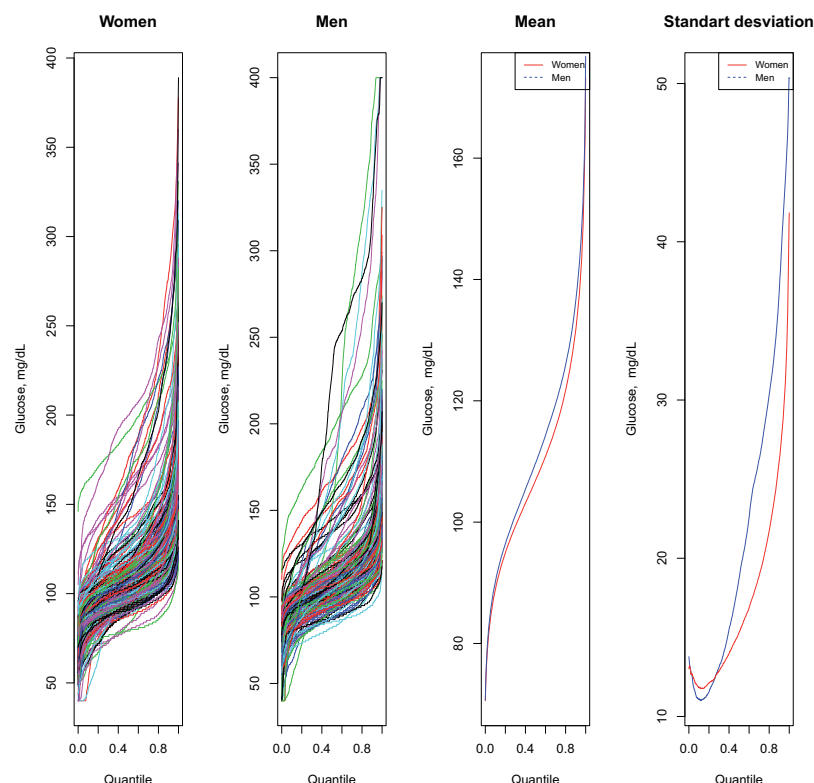 Women
Men
Mean
Standart desviation
Glucose, mg/dL
50
100
150
200
250
300
350
400
0.0
0.4
0.8
Quantile
Glucose, mg/dL
50
100
150
200
250
300
350
400
0.0
0.4
0.8
Quantile
Glucose, mg/dL
80
100
120
140
160
Women
Men
0.0
0.4
0.8
Quantile
Glucose, mg/dL
10
20
30
40
50
Women
Men
0.0
0.4
0.8
Quantile